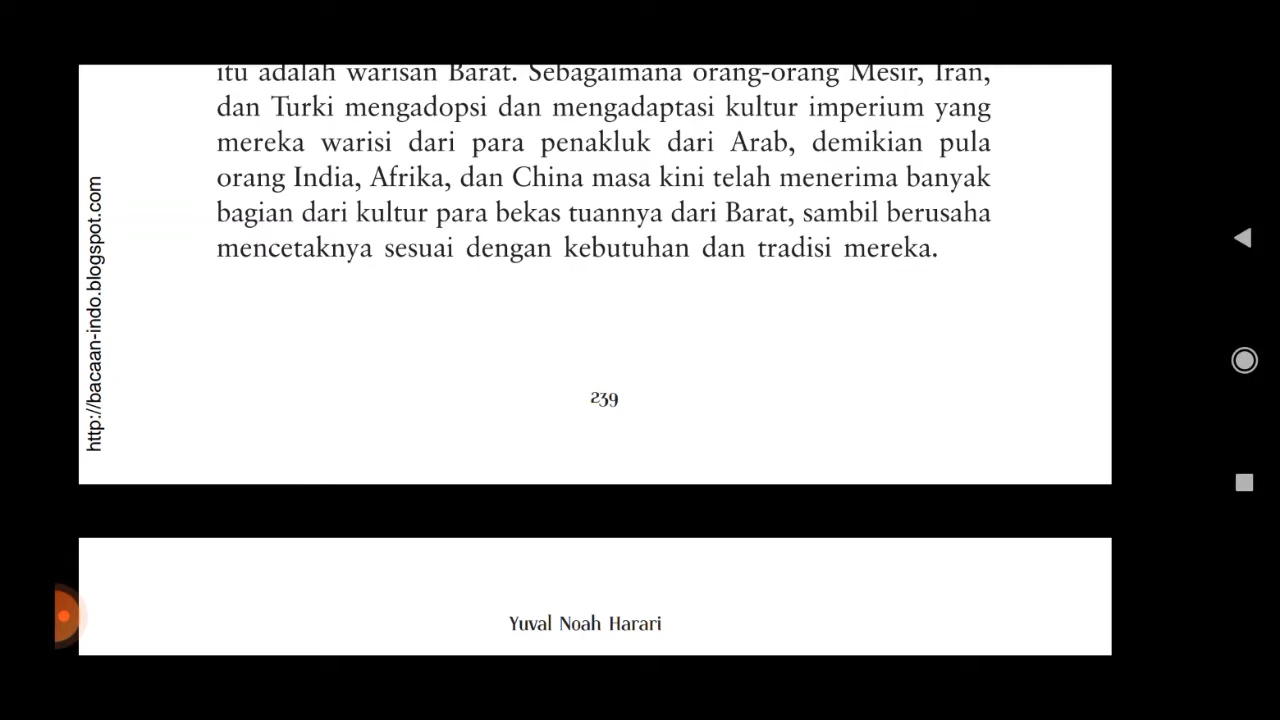 itu adalah warisan Barat. Sebagaimana orang-orang Mesir, Iran,
dan Turki mengadopsi dan mengadaptasi kultur imperium yang
mereka warisi dari para penakluk dari Arab, demikian pula
orang India, Afrika, dan China masa kini telah menerima banyak
bagian dari kultur para bekas tuannya dari Barat, sambil berusaha
mencetaknya sesuai dengan kebutuhan dan tradisi mereka.
http://bacaan-indo.blogspot.com
239
Yuval Noah Harari